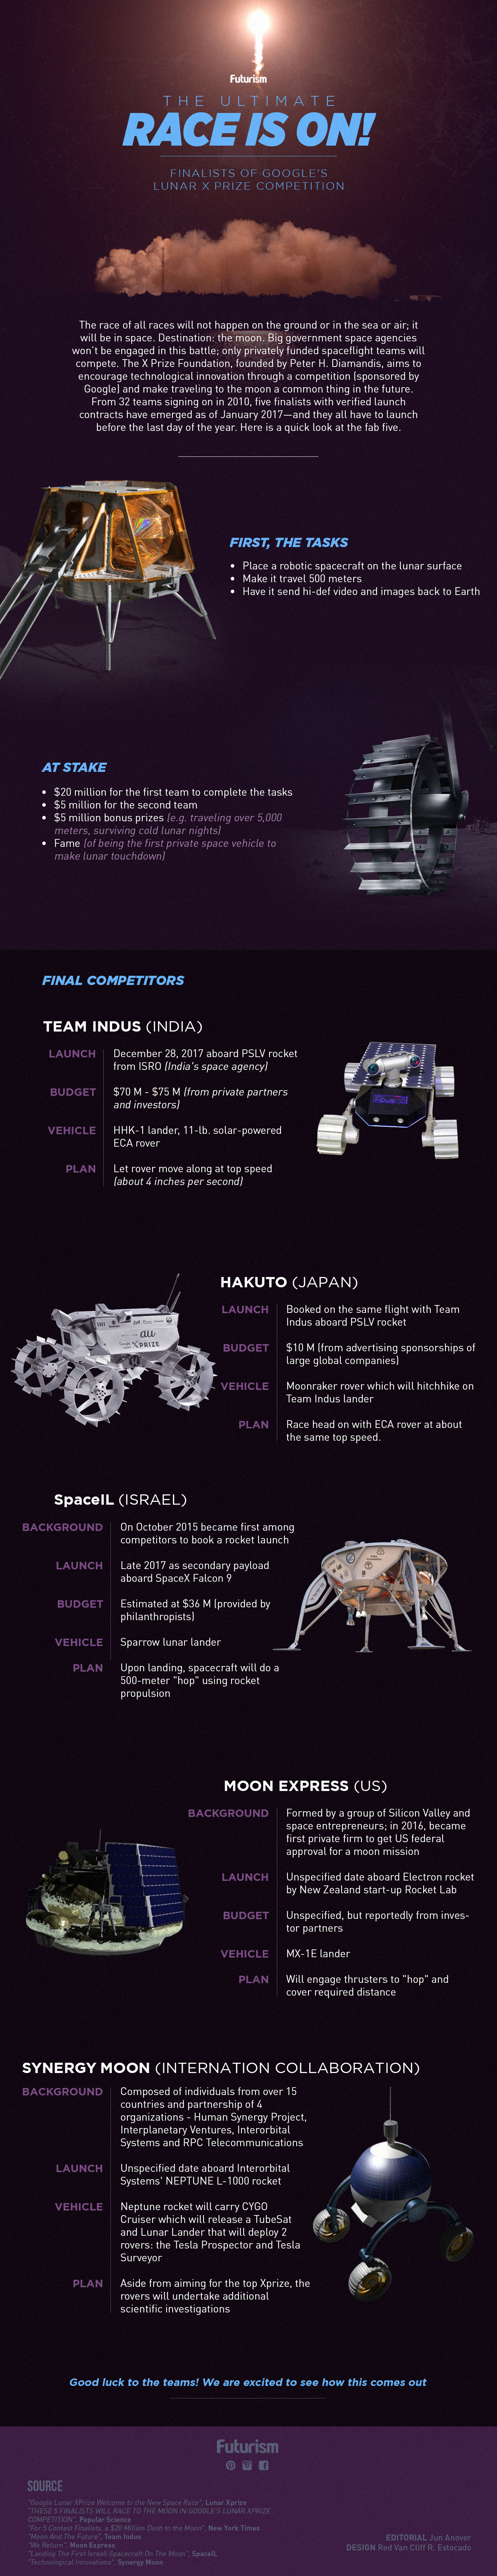 Futurism
THE ULTIMATE
RACE IS ON!
FINALISTS OF GOOGLE'S
LUNAR X PRIZE COMPETITION
The race of all races will not happen on the ground or in the sea or air; it
will be in space. Destination: the moon. Big government space agencies
won't be engaged in this battle; only privately funded spaceflight teams will
compete. The X Prize Foundation, founded by Peter H. Diamandis, aims to
encourage technological innovation through a competition (sponsored by
Google) and make traveling to the moon a common thing in the future.
From 32 teams signing on in 2010, five finalists with verified launch
contracts have emerged as of January 2017—and they all have to launch
before the last day of the year. Here is a quick look at the fab five.
FIRST, THE TASKS
• Place a robotic spacecraft on the lunar surface
• Make it travel 500 meters
• Have it send hi-def video and images back to Earth
AT STAKE
• $20 million for the first team to complete the tasks
• $5 million for the second team
• $5 million bonus prizes (e.g. traveling over 5,000
meters, surviving cold lunar nights)
• Fame (of being the first private space vehicle to
make lunar touchdown)
FINAL COMPETITORS
TEAM INDUS (INDIA)
LAUNCH December 28, 2017 aboard PSLV rocket
from ISRO (India's space agency)
BUDGET $70 M - $75 M (from private partners
and investors)
VEHICLE HHK-1 lander, 11-lb. solar-powered
ECA rover
PLAN Let rover move along at top speed
(about 4 inches per second)
HAKUTO (JAPAN)
LAUNCH Booked on the same flight with Team
Indus aboard PSLV rocket
BUDGET $10 M (from advertising sponsorships of
large global companies)
VEHICLE Moonraker rover which will hitchhike on
Team Indus lander
PLAN Race head on with ECA rover at about
the same top speed.
au
XPRIZE
SpaceIL (ISRAEL)
BACKGROUND On October 2015 became first among
competitors to book a rocket launch
LAUNCH Late 2017 as secondary payload
aboard SpaceX Falcon 9
BUDGET Estimated at $36 M (provided by
philanthropists)
VEHICLE Sparrow lunar lander
PLAN Upon landing, spacecraft will do a
500-meter "hop" using rocket
propulsion
MOON EXPRESS (US)
BACKGROUND Formed by a group of Silicon Valley and
space entrepreneurs; in 2016, became
first private firm to get US federal
approval for a moon mission
LAUNCH Unspecified date aboard Electron rocket
by New Zealand start-up Rocket Lab
BUDGET Unspecified, but reportedly from inves-
tor partners
VEHICLE MX-1E lander
PLAN Will engage thrusters to "hop" and
cover required distance
SYNERGY MOON (INTERNATION COLLABORATION)
BACKGROUND Composed of individuals from over 15
countries and partnership of 4
organizations - Human Synergy Project,
Interplanetary Ventures, Interorbital
Systems and RPC Telecommunications
LAUNCH Unspecified date aboard Interorbital
Systems' NEPTUNE L-1000 rocket
VEHICLE Neptune rocket will carry CYGO
Cruiser which will release a TubeSat
and Lunar Lander that will deploy 2
rovers: the Tesla Prospector and Tesla
Surveyor
PLAN Aside from aiming for the top Xprize, the
rovers will undertake additional
scientific investigations
Good luck to the teams! We are excited to see how this comes out
Futurism
SOURCE
"Google Lunar XPrize Welcome to the New Space Race", Lunar Xprize
"THESE 5 FINALISTS WILL RACE TO THE MOON IN GOOGLE'S LUNAR XPRIZE
COMPETITION", Popular Science
"For 5 Contest Finalists, a $20 Million Dash to the Moon", New York Times
"Moon And The Future", Team Indus
"We Return", Moon Express
"Landing The First Israeli Spacecraft On The Moon", SpaceIL
"Technological Innovations", Synergy Moon
EDITORIAL Jun Anover
DESIGN Red Van Cliff R. Estocado